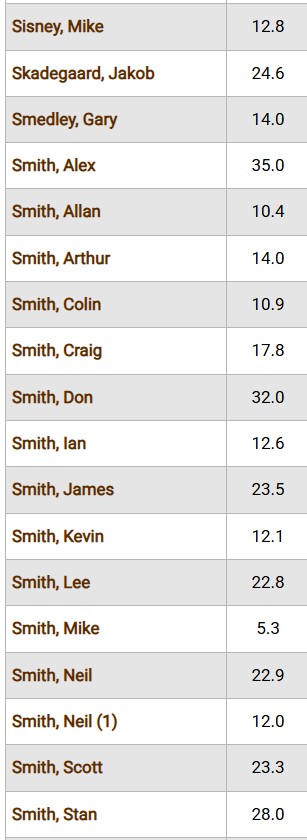 Sisney, Mike 12.8
Skadegaard, Jakob 24.6
Smedley, Gary 14.0
Smith, Alex 35.0
Smith, Allan 10.4
Smith, Arthur 14.0
Smith, Colin 10.9
Smith, Craig 17.8
Smith, Don 32.0
Smith, Ian 12.6
Smith, James 23.5
Smith, Kevin 12.1
Smith, Lee 22.8
Smith, Mike 5.3
Smith, Neil 22.9
Smith, Neil (1) 12.0
Smith, Scott 23.3
Smith, Stan 28.0